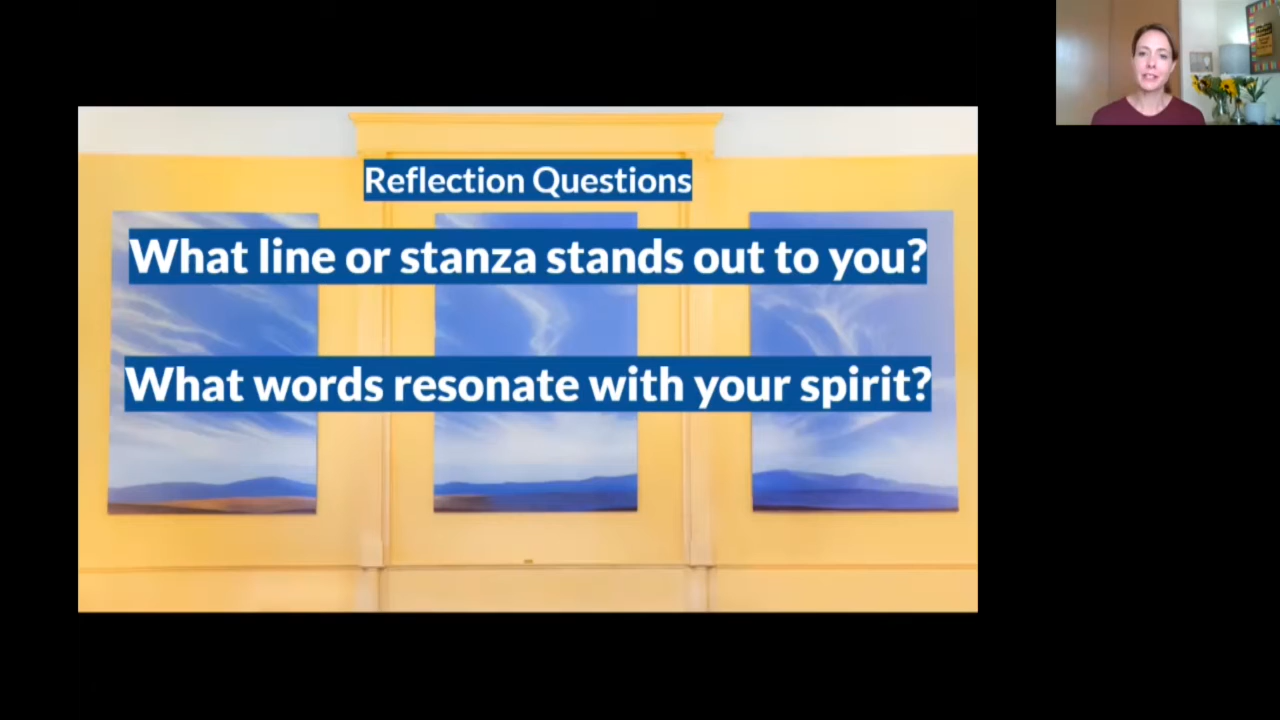 Reflection Questions
What line or stanza stands out to you?
What words resonate with your spirit?